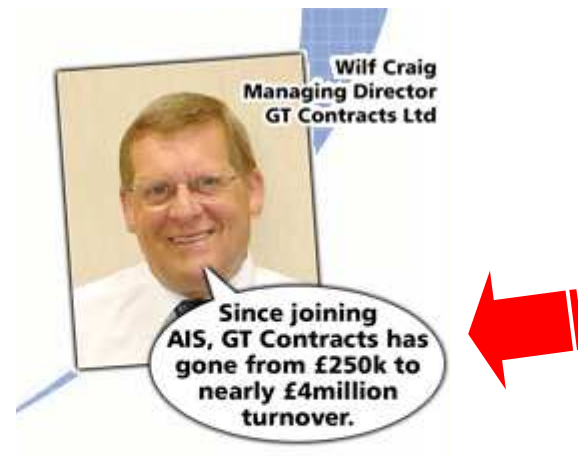 Wilf Craig
Managing Director
GT Contracts Ltd
Since joining
AIS, GT Contracts has
gone from £250k to
nearly £4million
turnover.